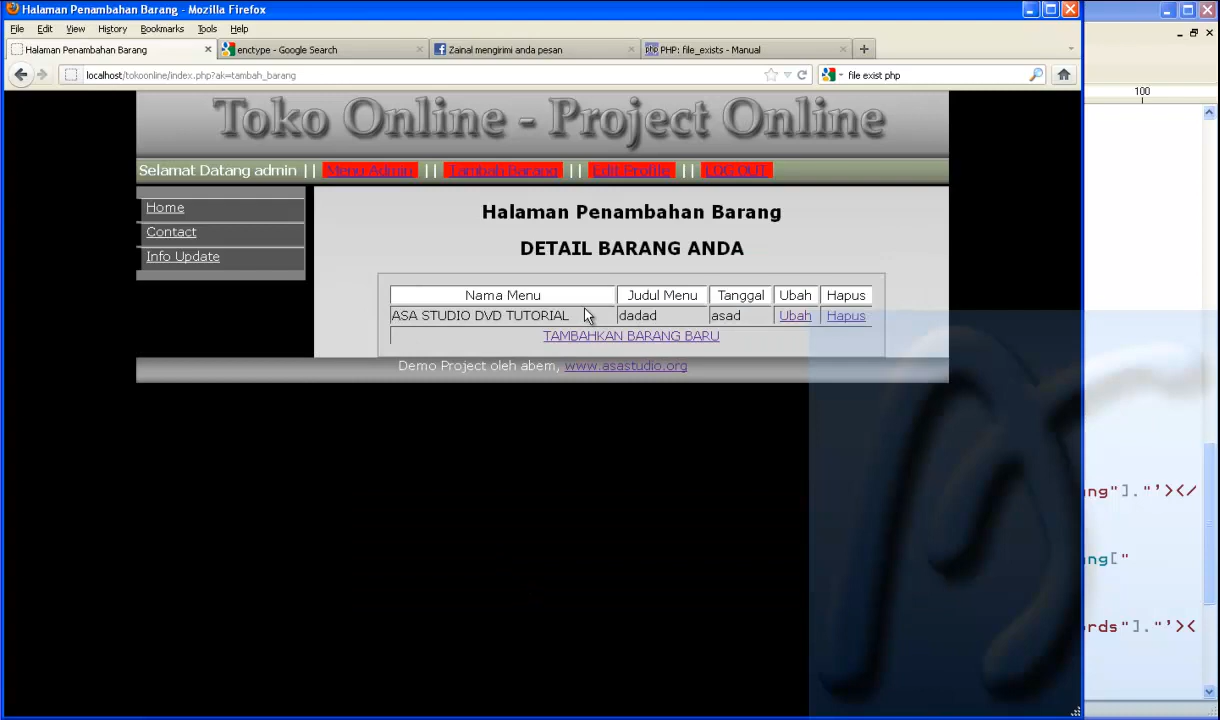 Halaman Penambahan Barang - Mozilla Firefox
File Edit View History Bookmarks Tools Help
Halaman Penambahan Barang × enctype - Google Search × Zainal mengirimi anda pesan × PHP: file_exists - Manual × +
localhost/tokoonline/index.php?ak=tambah_barang
file exist php
100
Toko Online - Project Online
Selamat Datang admin || Menu Admin || Tambah Barang || Edit Profile || LOG OUT
Home
Contact
Info Update
Halaman Penambahan Barang
DETAIL BARANG ANDA
Nama Menu Judul Menu Tanggal Ubah Hapus
ASA STUDIO DVD TUTORIAL dadad asad Ubah Hapus
TAMBAHKAN BARANG BARU
Demo Project oleh abem, www.asastudio.org
ang"]."'></
ang["
ords"]."'><